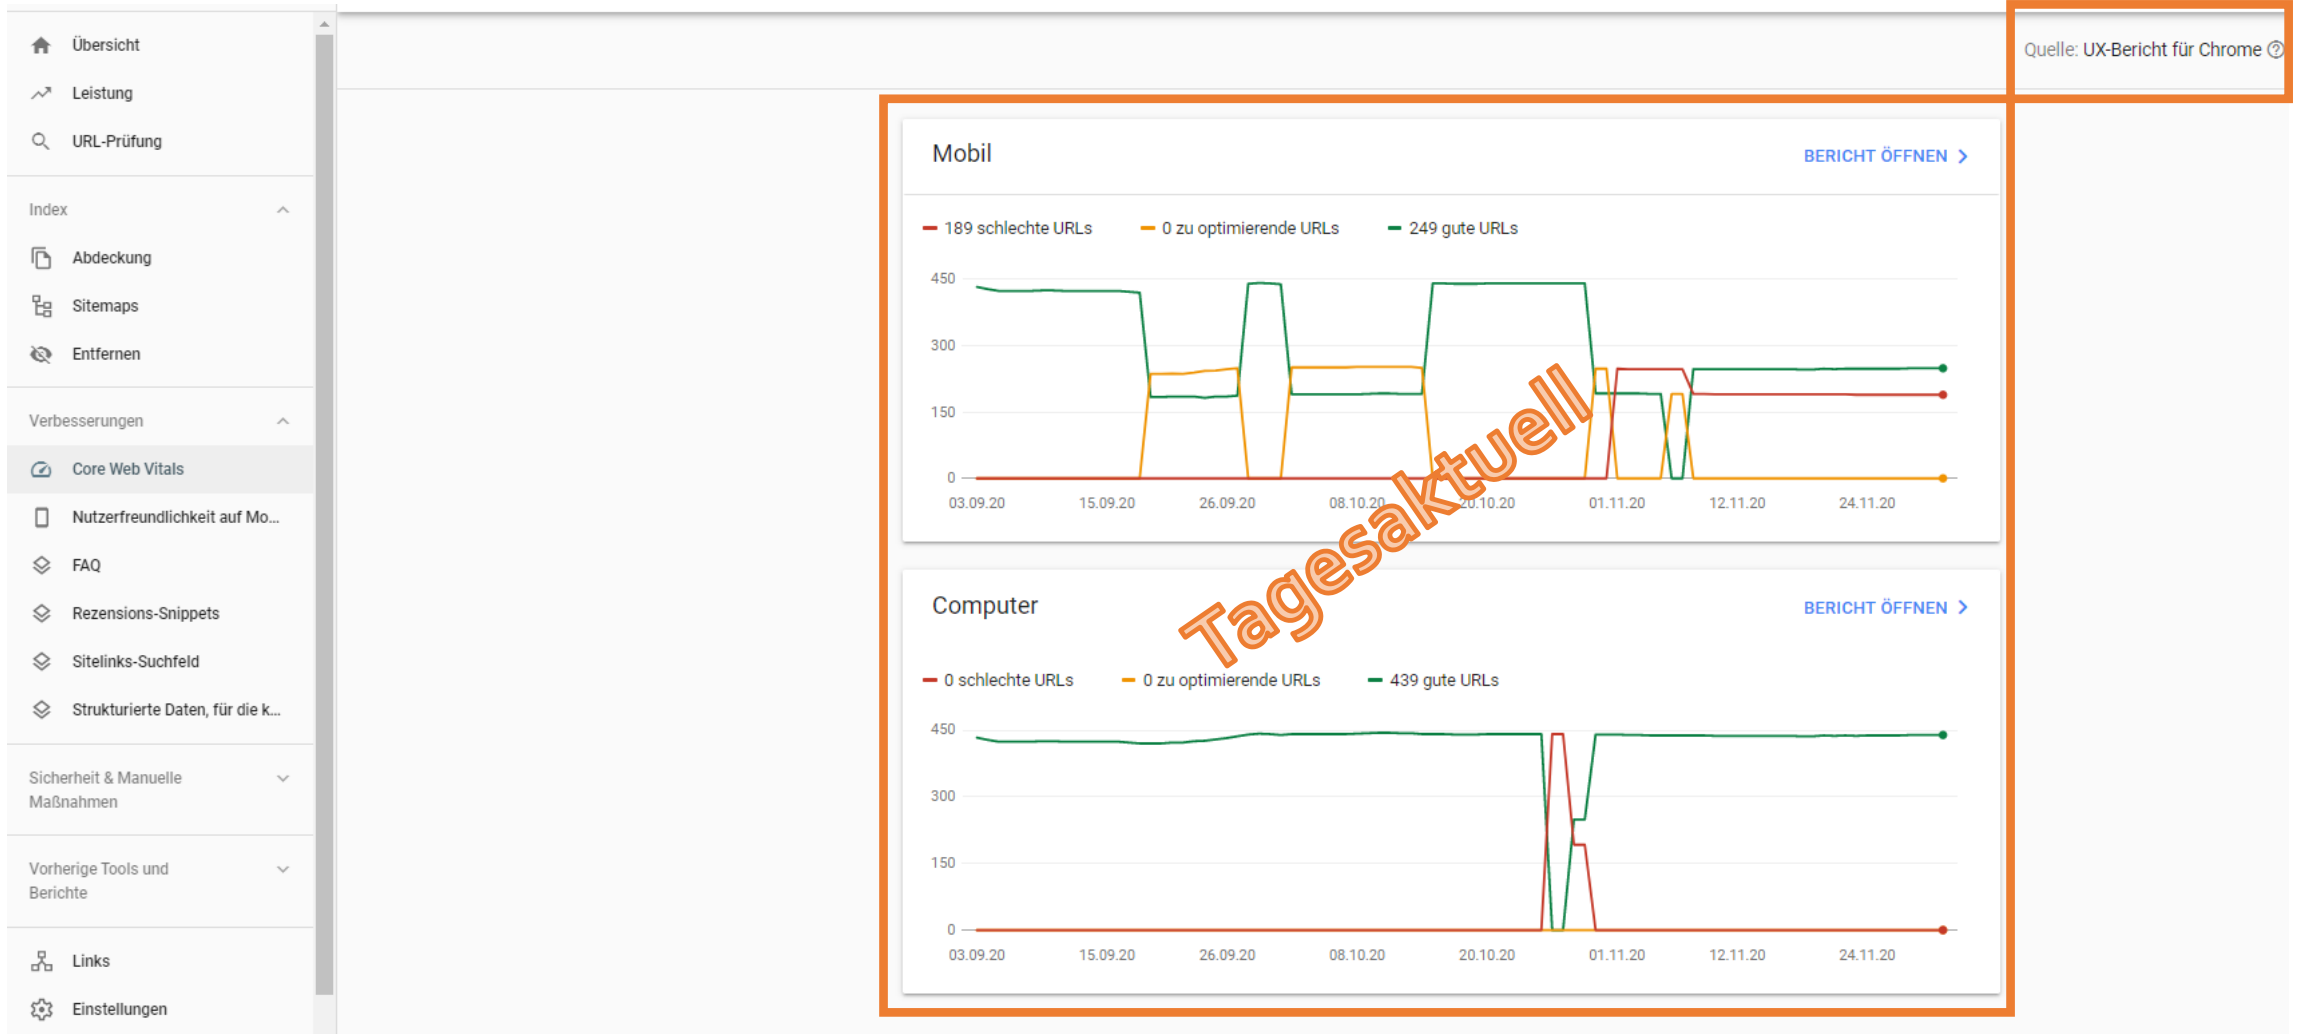 Übersicht
Leistung
URL-Prüfung
Index
Abdeckung
Sitemaps
Entfernen
Verbesserungen
Core Web Vitals
Nutzerfreundlichkeit auf Mo...
FAQ
Rezensions-Snippets
Sitelinks-Suchfeld
Strukturierte Daten, für die k...
Sicherheit & Manuelle
Maßnahmen
Vorherige Tools und
Berichte
Links
Einstellungen
Quelle: UX-Bericht für Chrome
Mobil
BERICHT ÖFFNEN
189 schlechte URLs 0 zu optimierende URLs 249 gute URLs
450
300
150
0
03.09.20 15.09.20 26.09.20 08.10.20 20.10.20 01.11.20 12.11.20 24.11.20
Tagesaktuell
Computer
BERICHT ÖFFNEN
0 schlechte URLs 0 zu optimierende URLs 439 gute URLs
450
300
150
0
03.09.20 15.09.20 26.09.20 08.10.20 20.10.20 01.11.20 12.11.20 24.11.20